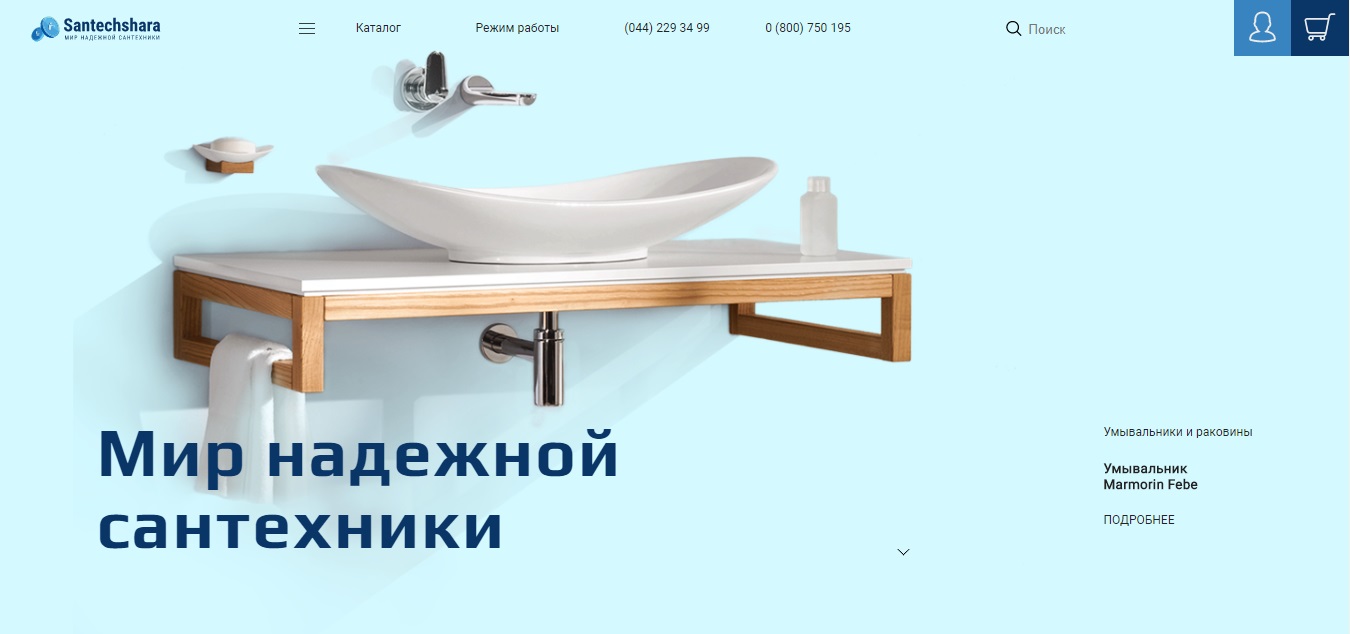 Santechshara
МИР НАДЕЖНОЙ САНТЕХНИКИ
Каталог
Режим работы
(044) 229 34 99
0 (800) 750 195
Поиск
Мир надежной
сантехники
Умывальники и раковины
Умывальник
Marmorin Febe
ПОДРОБНЕЕ